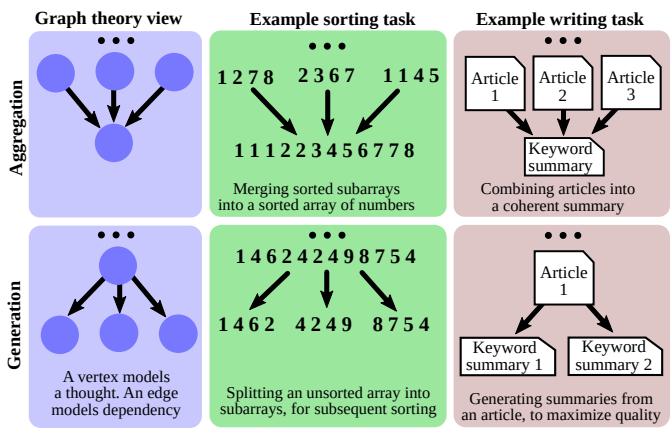 Graph theory view
Example sorting task
Example writing task
Aggregation
1 2 7 8 2 3 6 7 1 1 4 5
1 1 1 2 2 3 4 5 6 7 7 8
Merging sorted subarrays
into a sorted array of numbers
Article
1
Article
2
Article
3
Keyword
summary
Combining articles into
a coherent summary
Generation
A vertex models
a thought. An edge
models dependency
1 4 6 2 4 2 4 9 8 7 5 4
1 4 6 2 4 2 4 9 8 7 5 4
Splitting an unsorted array into
subarrays, for subsequent sorting
Article
1
Keyword
summary 1
Keyword
summary 2
Generating summaries from
an article, to maximize quality